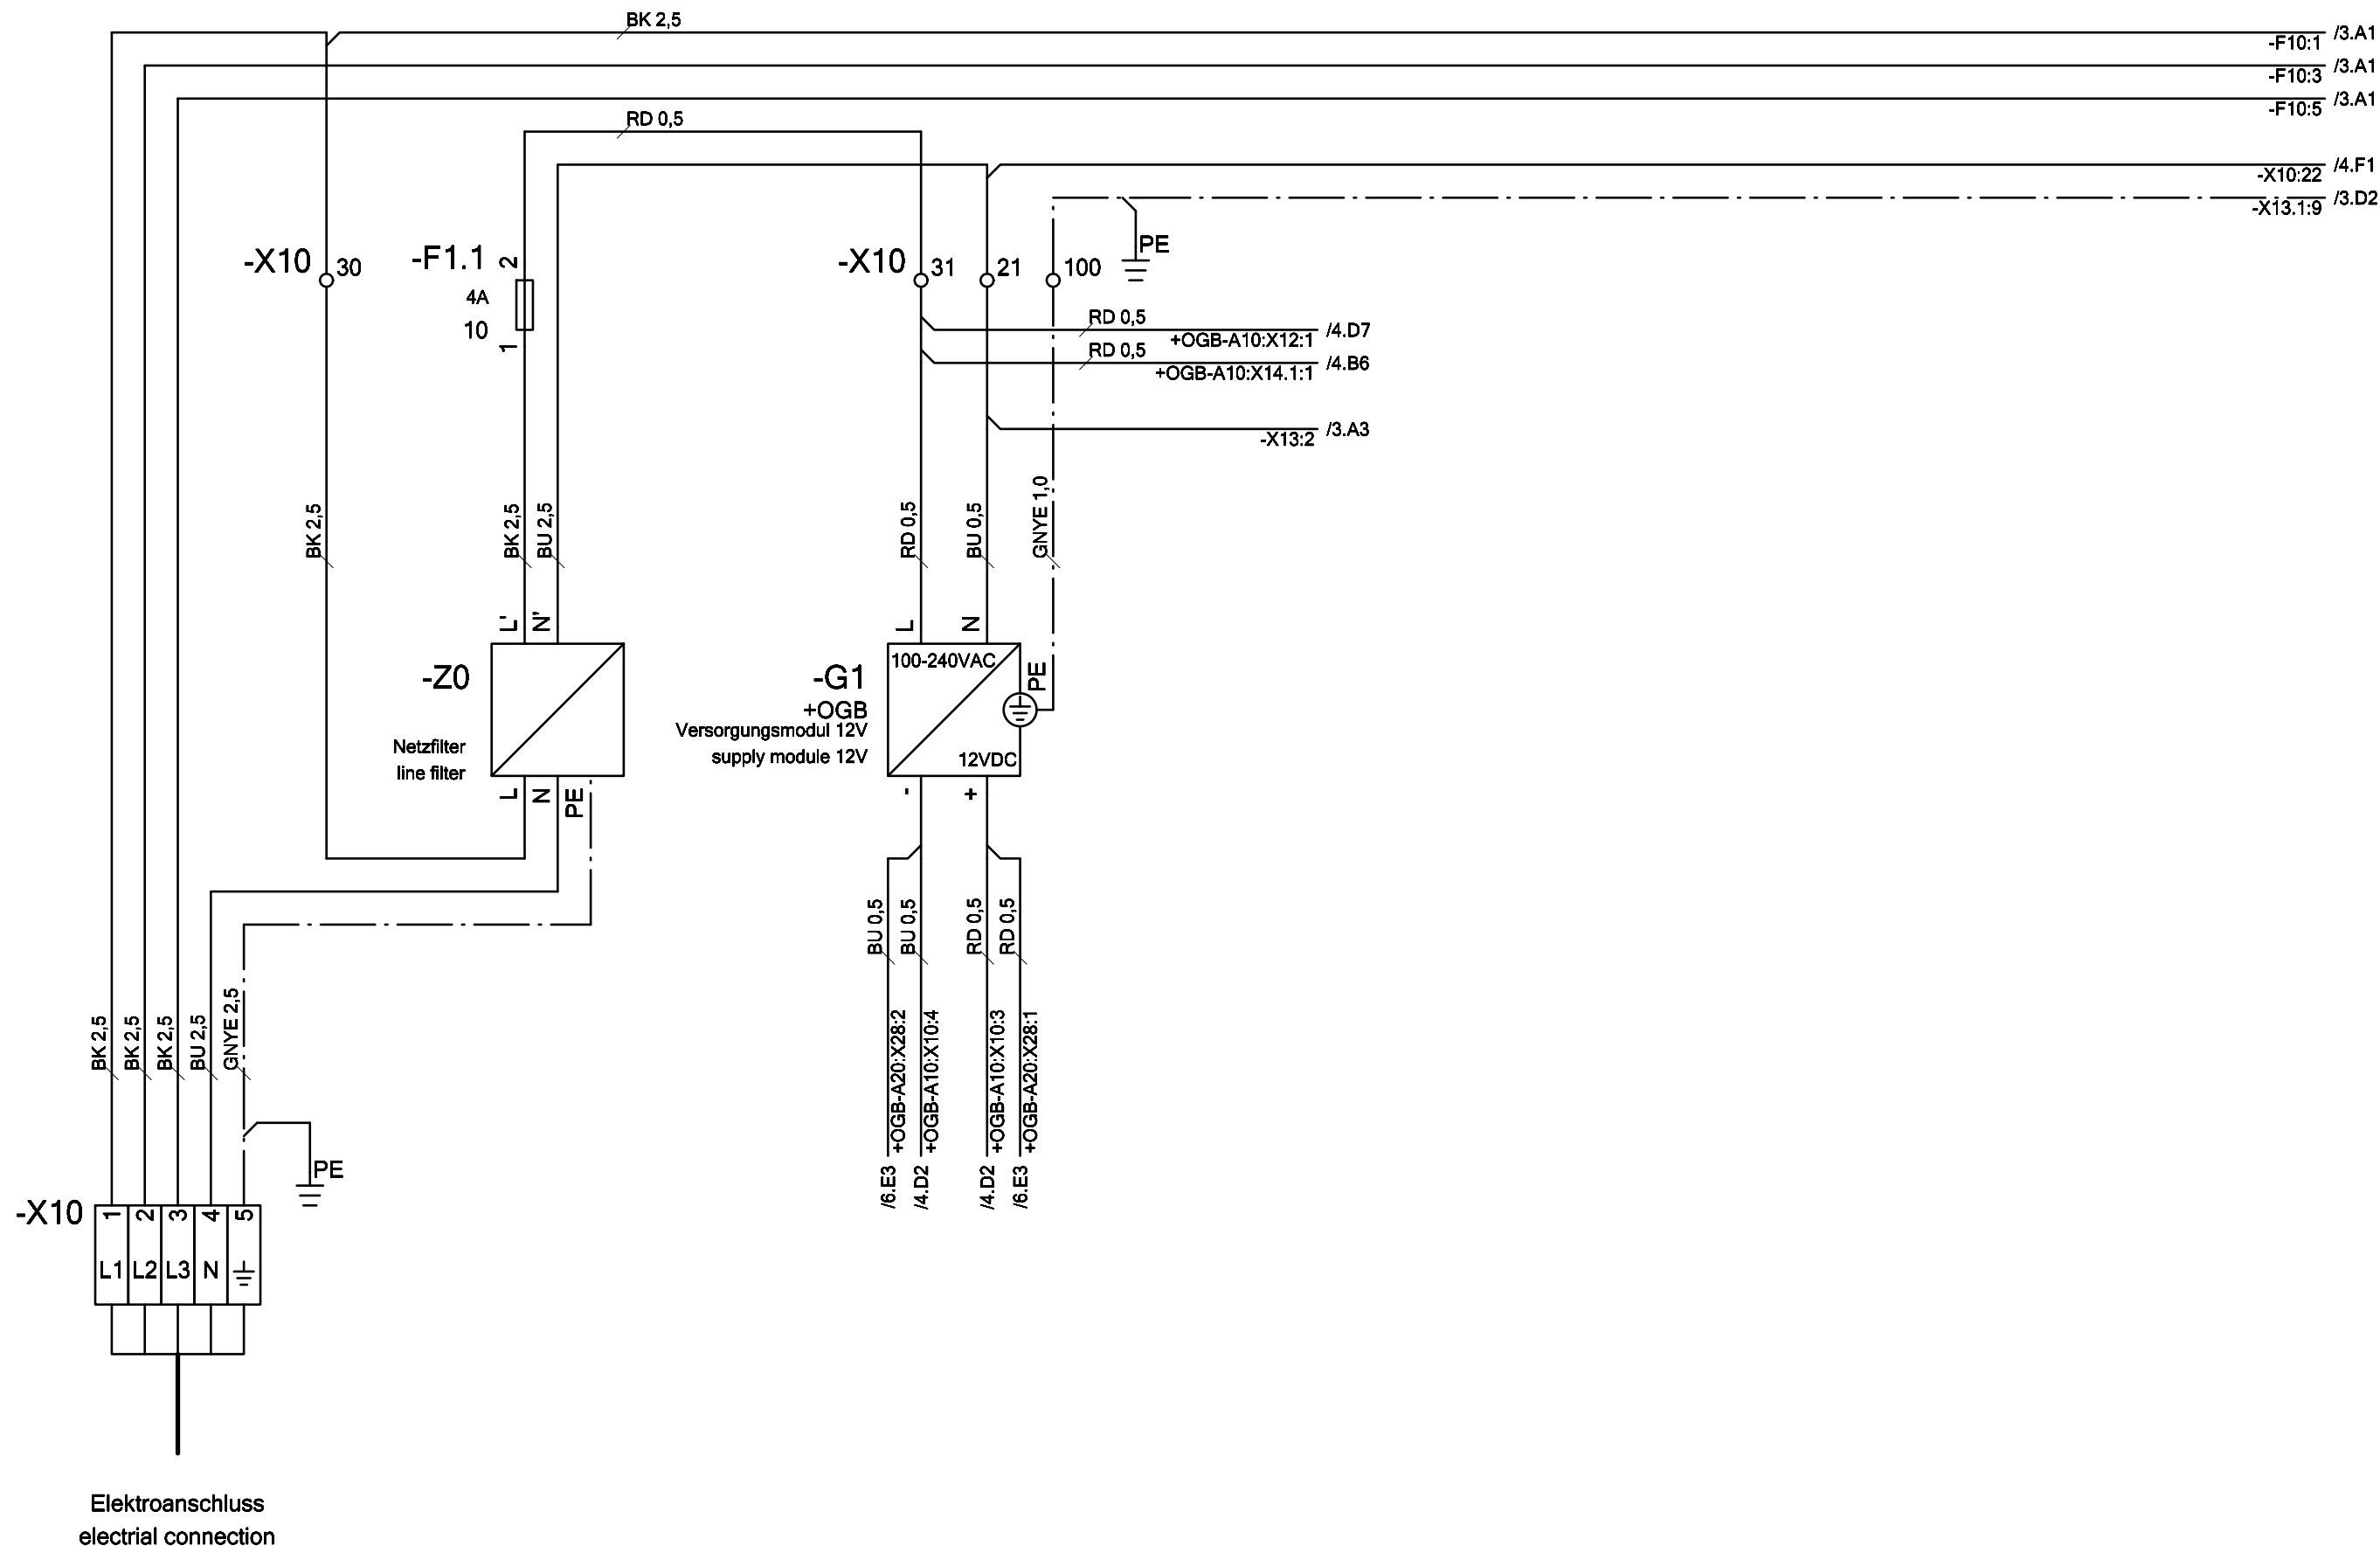 BK 2,5
/3.A1
-F10:1
/3.A1
-F10:3
/3.A1
-F10:5
RD 0,5
/4.F1
-X10:22
/3.D2
-X13.1:9
PE
-X10
30
-F1.1
2
4A
10
1
-X10
31
21
100
RD 0,5
/4.D7
+OGB-A10:X12:1
RD 0,5
/4.B6
+OGB-A10:X14.1:1
/3.A3
-X13:2
BK 2,5
BK 2,5
BU 2,5
RD 0,5
BU 0,5
GNYE 1,0
L'
N'
L
N
-Z0
Netzfilter
line filter
L
N
PE
-G1
+OGB
Versorgungsmodul 12V
supply module 12V
100-240VAC
12VDC
PE
-
+
BU 0,5
BU 0,5
RD 0,5
RD 0,5
+OGB-A20:X28:2
+OGB-A10:X10:4
+OGB-A10:X10:3
+OGB-A20:X28:1
/6.E3
/4.D2
/4.D2
/6.E3
BK 2,5
BK 2,5
BK 2,5
BU 2,5
GNYE 2,5
PE
-X10
1
2
3
4
5
L1
L2
L3
N
Elektroanschluss
electrial connection